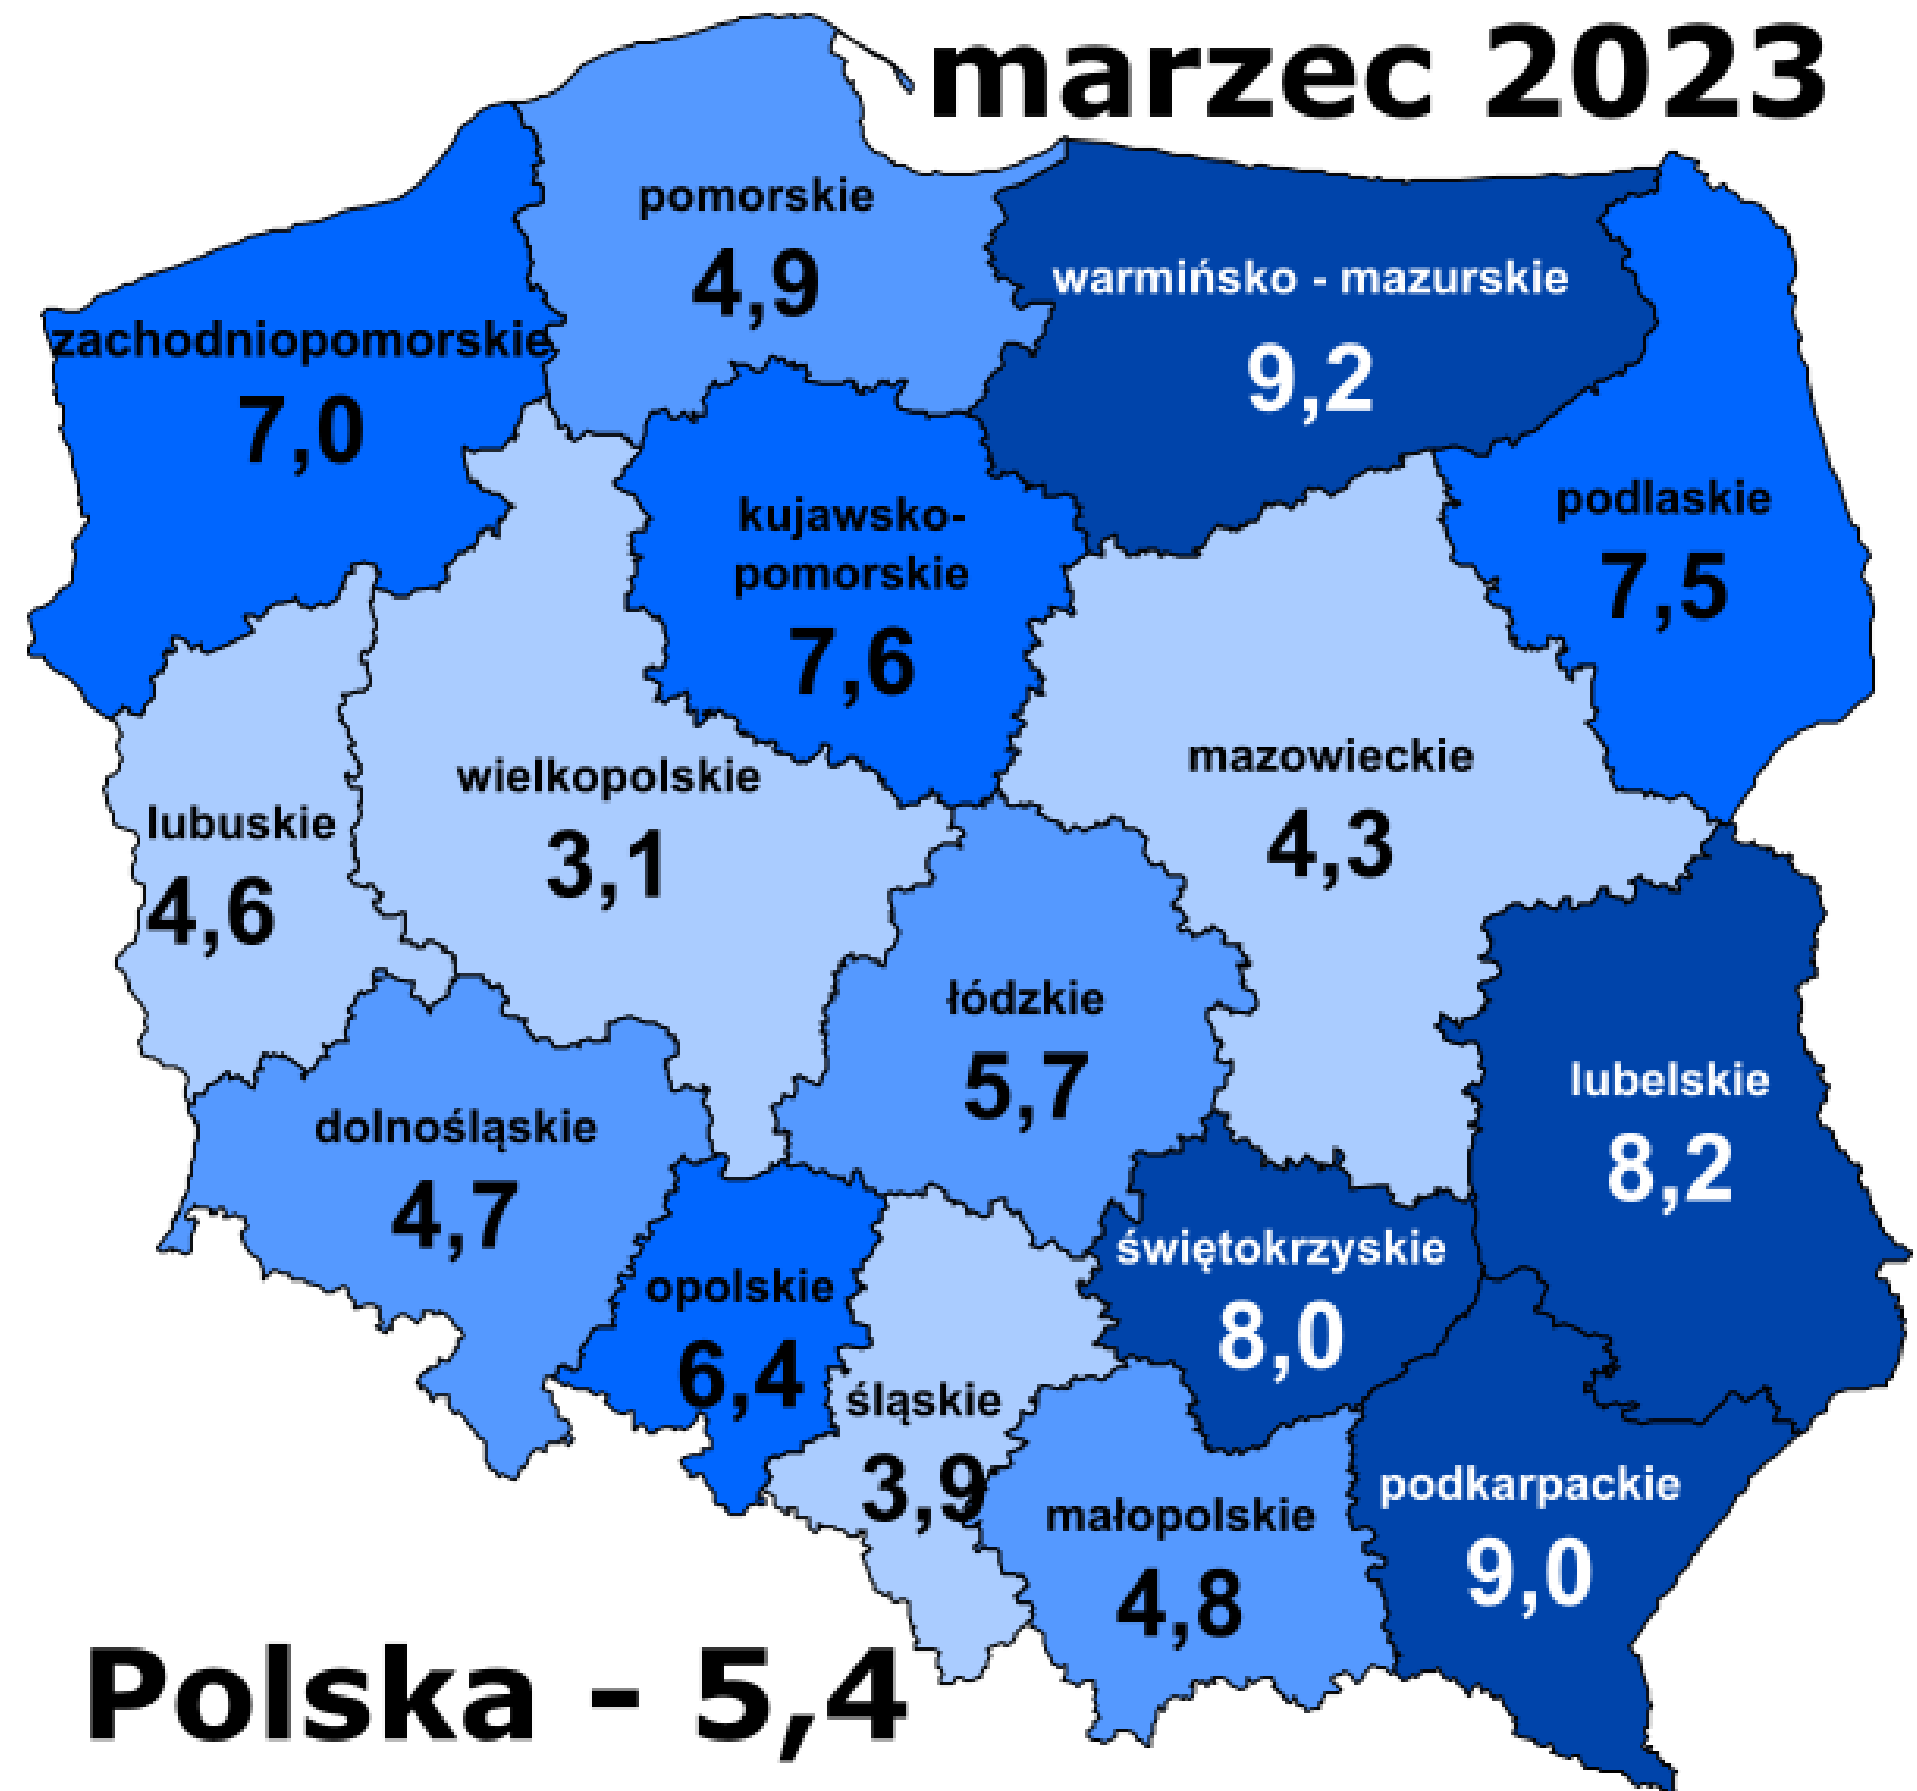 marzec 2023
pomorskie
4,9
warmińsko - mazurskie
9,2
zachodniopomorskie
7,0
kujawsko-
pomorskie
7,6
podlaskie
7,5
wielkopolskie
3,1
mazowieckie
4,3
lubuskie
4,6
łódzkie
5,7
lubelskie
8,2
dolnośląskie
4,7
opolskie
6,4
świętokrzyskie
8,0
śląskie
3,9
małopolskie
4,8
podkarpackie
9,0
Polska - 5,4